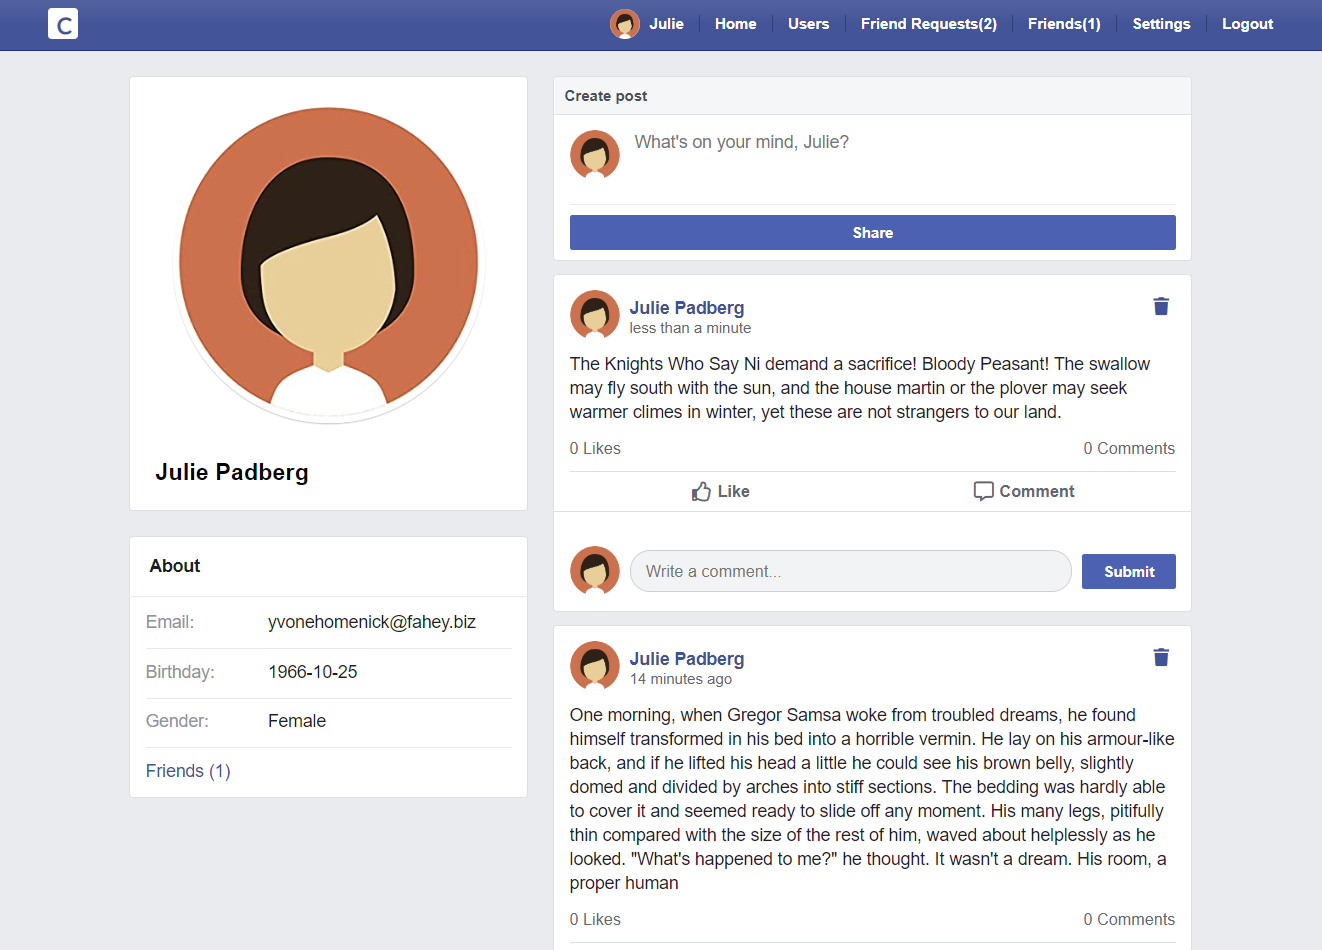 C
Julie
Home
Users
Friend Requests(2)
Friends(1)
Settings
Logout
Julie Padberg
About
Email: yvonehomenick@fahey.biz
Birthday: 1966-10-25
Gender: Female
Friends (1)
Create post
What's on your mind, Julie?
Share
Julie Padberg
less than a minute
The Knights Who Say Ni demand a sacrifice! Bloody Peasant! The swallow
may fly south with the sun, and the house martin or the plover may seek
warmer climes in winter, yet these are not strangers to our land.
0 Likes
0 Comments
Like
Comment
Write a comment...
Submit
Julie Padberg
14 minutes ago
One morning, when Gregor Samsa woke from troubled dreams, he found
himself transformed in his bed into a horrible vermin. He lay on his armour-like
back, and if he lifted his head a little he could see his brown belly, slightly
domed and divided by arches into stiff sections. The bedding was hardly able
to cover it and seemed ready to slide off any moment. His many legs, pitifully
thin compared with the size of the rest of him, waved about helplessly as he
looked. "What's happened to me?" he thought. It wasn't a dream. His room, a
proper human
0 Likes
0 Comments